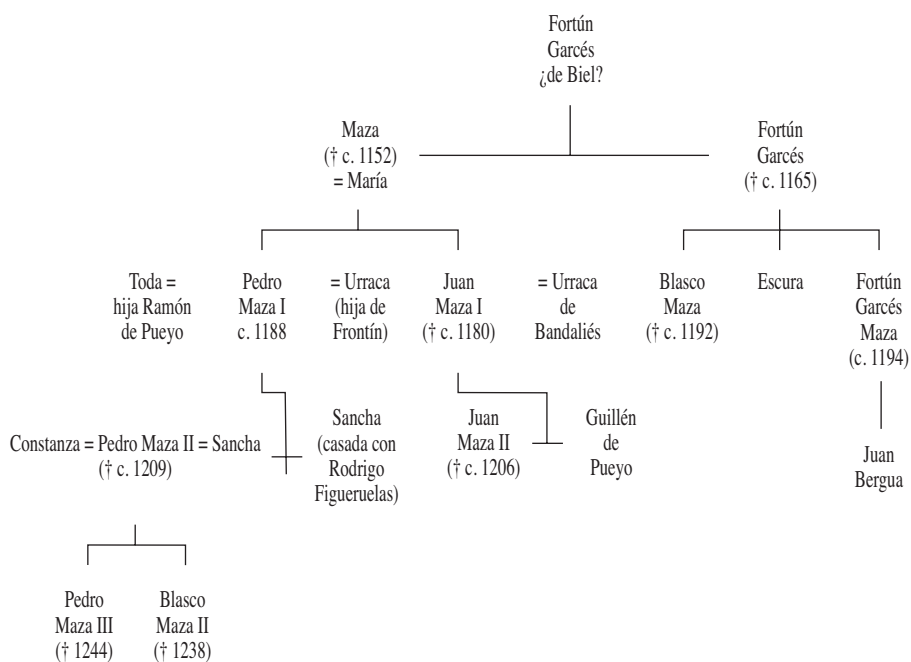 Fortún
Garcés
¿de Biel?
Maza
(† c. 1152)
= María
Fortún
Garcés
(† c. 1165)
Toda =
hija Ramón
de Pueyo
Pedro
Maza I
c. 1188
= Urraca
(hija de
Frontín)
Juan
Maza I
(† c. 1180)
= Urraca
de
Bandaliés
Blasco
Maza
(† c. 1192)
Escura
Fortún
Garcés
Maza
(c. 1194)
Constanza = Pedro Maza II = Sancha
(† c. 1209)
Sancha
(casada con
Rodrigo
Figueruelas)
Juan
Maza II
(† c. 1206)
Guillén
de
Pueyo
Juan
Bergua
Pedro
Maza III
(† 1244)
Blasco
Maza II
(† 1238)